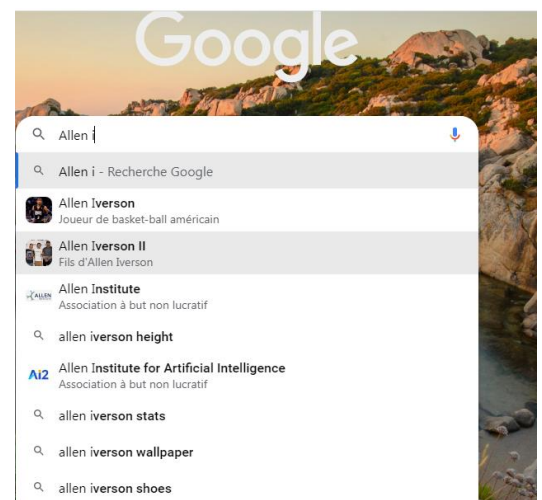 Google
Allen i
Allen i - Recherche Google
Allen Iverson
Joueur de basket-ball américain
Allen Iverson II
Fils d'Allen Iverson
ALLEN
Allen Institute
Association à but non lucratif
allen iverson height
Ai2
Allen Institute for Artificial Intelligence
Association à but non lucratif
allen iverson stats
allen iverson wallpaper
allen iverson shoes